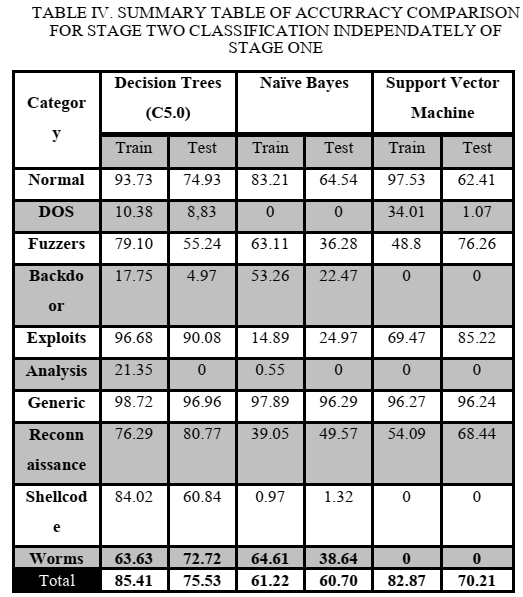 TABLE IV. SUMMARY TABLE OF ACCURRACY COMPARISON
FOR STAGE TWO CLASSIFICATION INDEPENDATELY OF
STAGE ONE
Categor
y
Decision Trees
(C5.0)
Naïve Bayes
Support Vector
Machine
Train Test Train Test Train Test
Normal 93.73 74.93 83.21 64.54 97.53 62.41
DOS 10.38 8,83 0 0 34.01 1.07
Fuzzers 79.10 55.24 63.11 36.28 48.8 76.26
Backdo
or 17.75 4.97 53.26 22.47 0 0
Exploits 96.68 90.08 14.89 24.97 69.47 85.22
Analysis 21.35 0 0.55 0 0 0
Generic 98.72 96.96 97.89 96.29 96.27 96.24
Reconn
aissance 76.29 80.77 39.05 49.57 54.09 68.44
Shellcod
e 84.02 60.84 0.97 1.32 0 0
Worms 63.63 72.72 64.61 38.64 0 0
Total 85.41 75.53 61.22 60.70 82.87 70.21